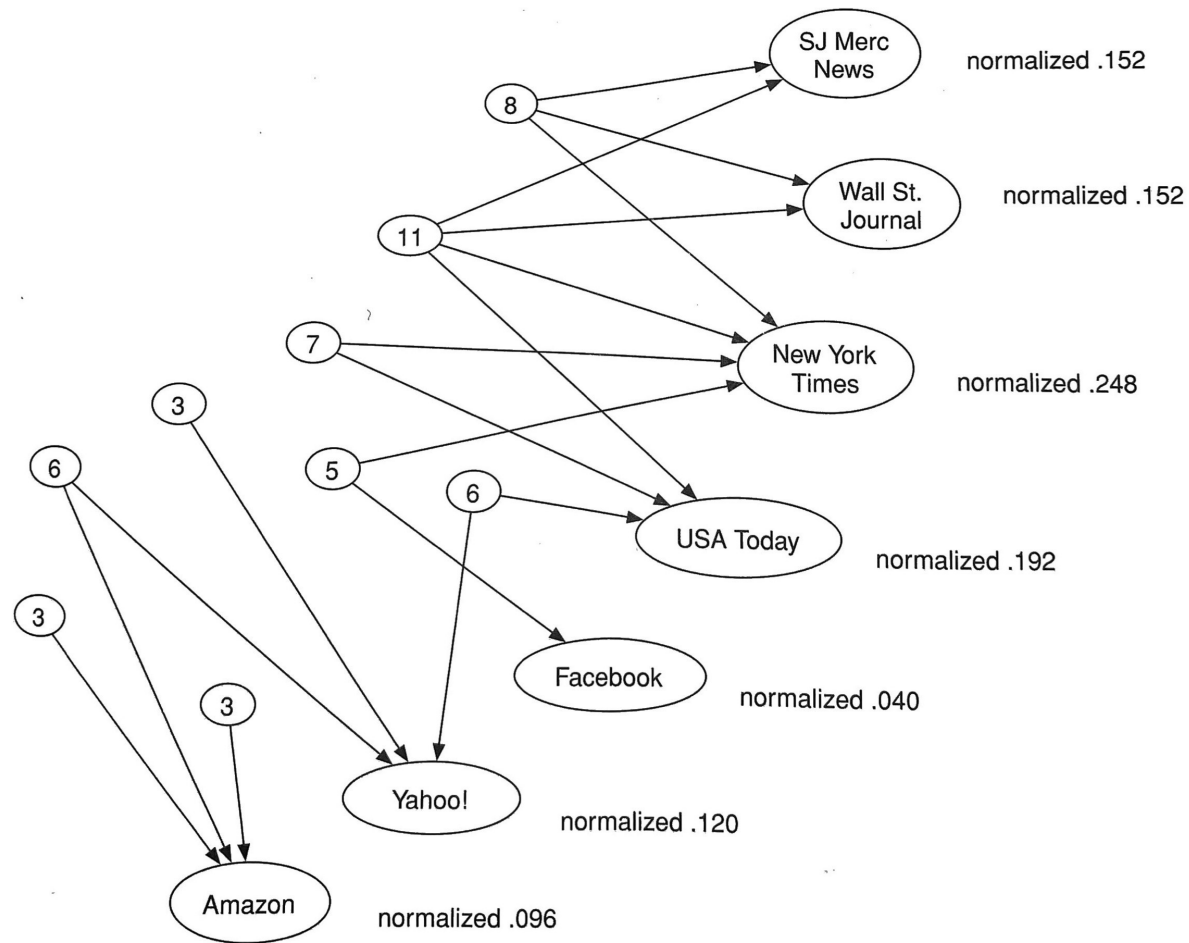 SJ Merc
News
normalized .152
8
Wall St.
Journal
normalized .152
11
7
New York
Times
normalized .248
3
6
5
6
USA Today
normalized .192
3
Facebook
normalized .040
3
Yahoo!
normalized .120
Amazon
normalized .096